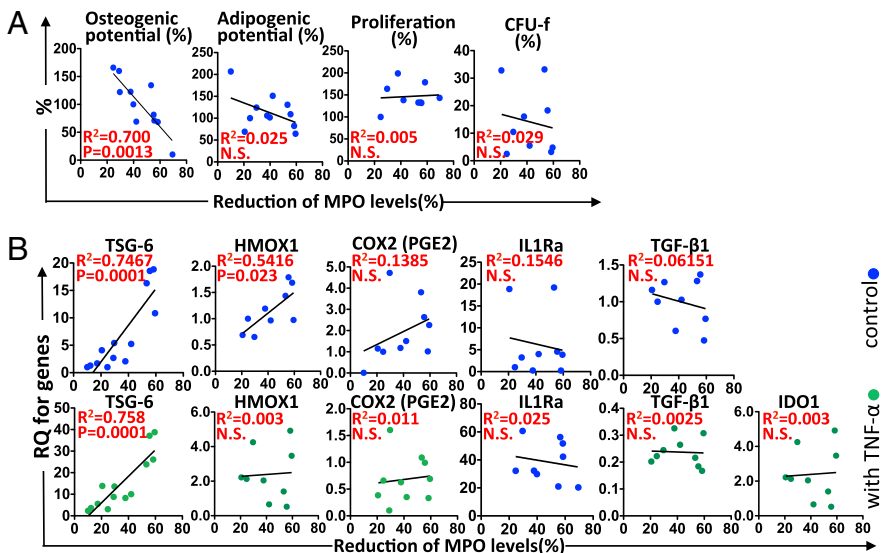 A
Osteogenic potential (%)
Adipogenic potential (%)
Proliferation (%)
CFU-f (%)
%
200
150
100
50
0
R²=0.700
P=0.0013
0 20 40 60 80
250
200
150
100
50
0
R²=0.025
N.S.
0 20 40 60 80
250
200
150
100
50
0
R²=0.005
N.S.
0 20 40 60 80
40
30
20
10
0
R²=0.029
N.S.
0 20 40 60 80
Reduction of MPO levels(%)
B
RQ for genes
TSG-6
R²=0.7467
P=0.0001
20
15
10
5
0
0 20 40 60 80
HMOX1
R²=0.5416
P=0.023
2.0
1.5
1.0
0.5
0.0
0 20 40 60 80
COX2 (PGE2)
R²=0.1385
N.S.
5.0
4.0
3.0
2.0
1.0
0.0
0 20 40 60 80
IL1Ra
R²=0.1546
N.S.
25
20
15
10
5
0
0 20 40 60 80
TGF-β1
R²=0.06151
N.S.
1.5
1.0
0.5
0.0
0 20 40 60 80
control
TSG-6
R²=0.758
P=0.0001
50
40
30
20
10
0
0 20 40 60 80
HMOX1
R²=0.003
N.S.
6.0
4.0
2.0
0.0
0 20 40 60 80
COX2 (PGE2)
R²=0.011
N.S.
2.0
1.5
1.0
0.5
0.0
0 20 40 60 80
IL1Ra
R²=0.025
N.S.
80
60
40
20
0
0 20 40 60 80
TGF-β1
R²=0.0025
N.S.
0.4
0.3
0.2
0.1
0.0
0 20 40 60 80
IDO1
R²=0.003
N.S.
6.0
4.0
2.0
0.0
0 20 40 60 80
with TNF-α
Reduction of MPO levels(%)